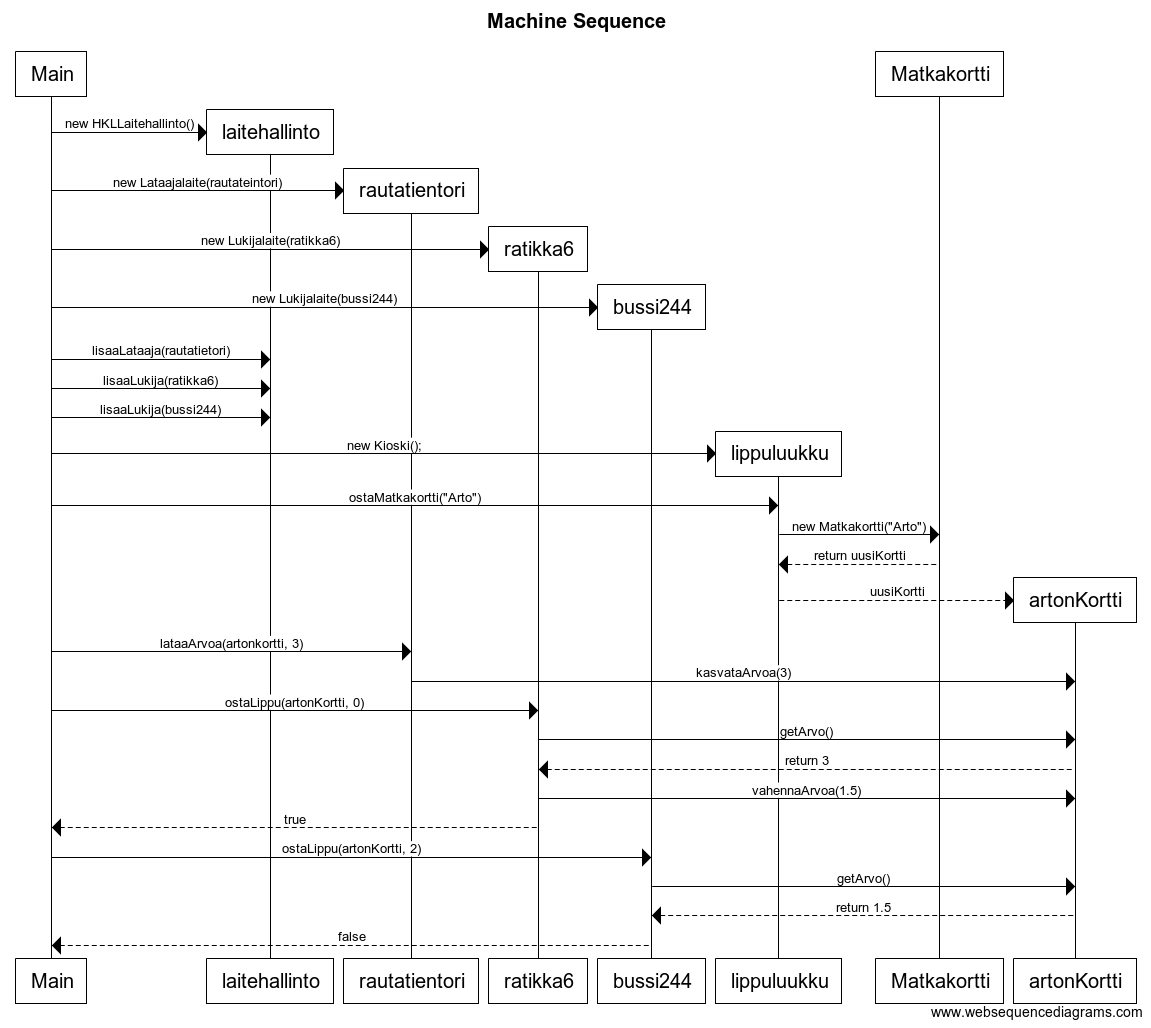 Machine Sequence
Main
Matkakortti
new HKLLaitehallinto()
laitehallinto
new Lataajalaite(rautateintori)
rautatientori
new Lukijalaite(ratikka6)
ratikka6
new Lukijalaite(bussi244)
bussi244
lisaaLataaja(rautatietori)
lisaaLukija(ratikka6)
lisaaLukija(bussi244)
new Kioski();
lippuluukku
ostaMatkakortti("Arto")
new Matkakortti("Arto")
return uusiKortti
uusiKortti
artonKortti
lataaArvoa(artonkortti, 3)
kasvataArvoa(3)
ostaLippu(artonKortti, 0)
getArvo()
return 3
vahennaArvoa(1.5)
true
ostaLippu(artonKortti, 2)
getArvo()
return 1.5
false
Main
laitehallinto
rautatientori
ratikka6
bussi244
lippuluukku
Matkakortti
artonKortti
www.websequencediagrams.com